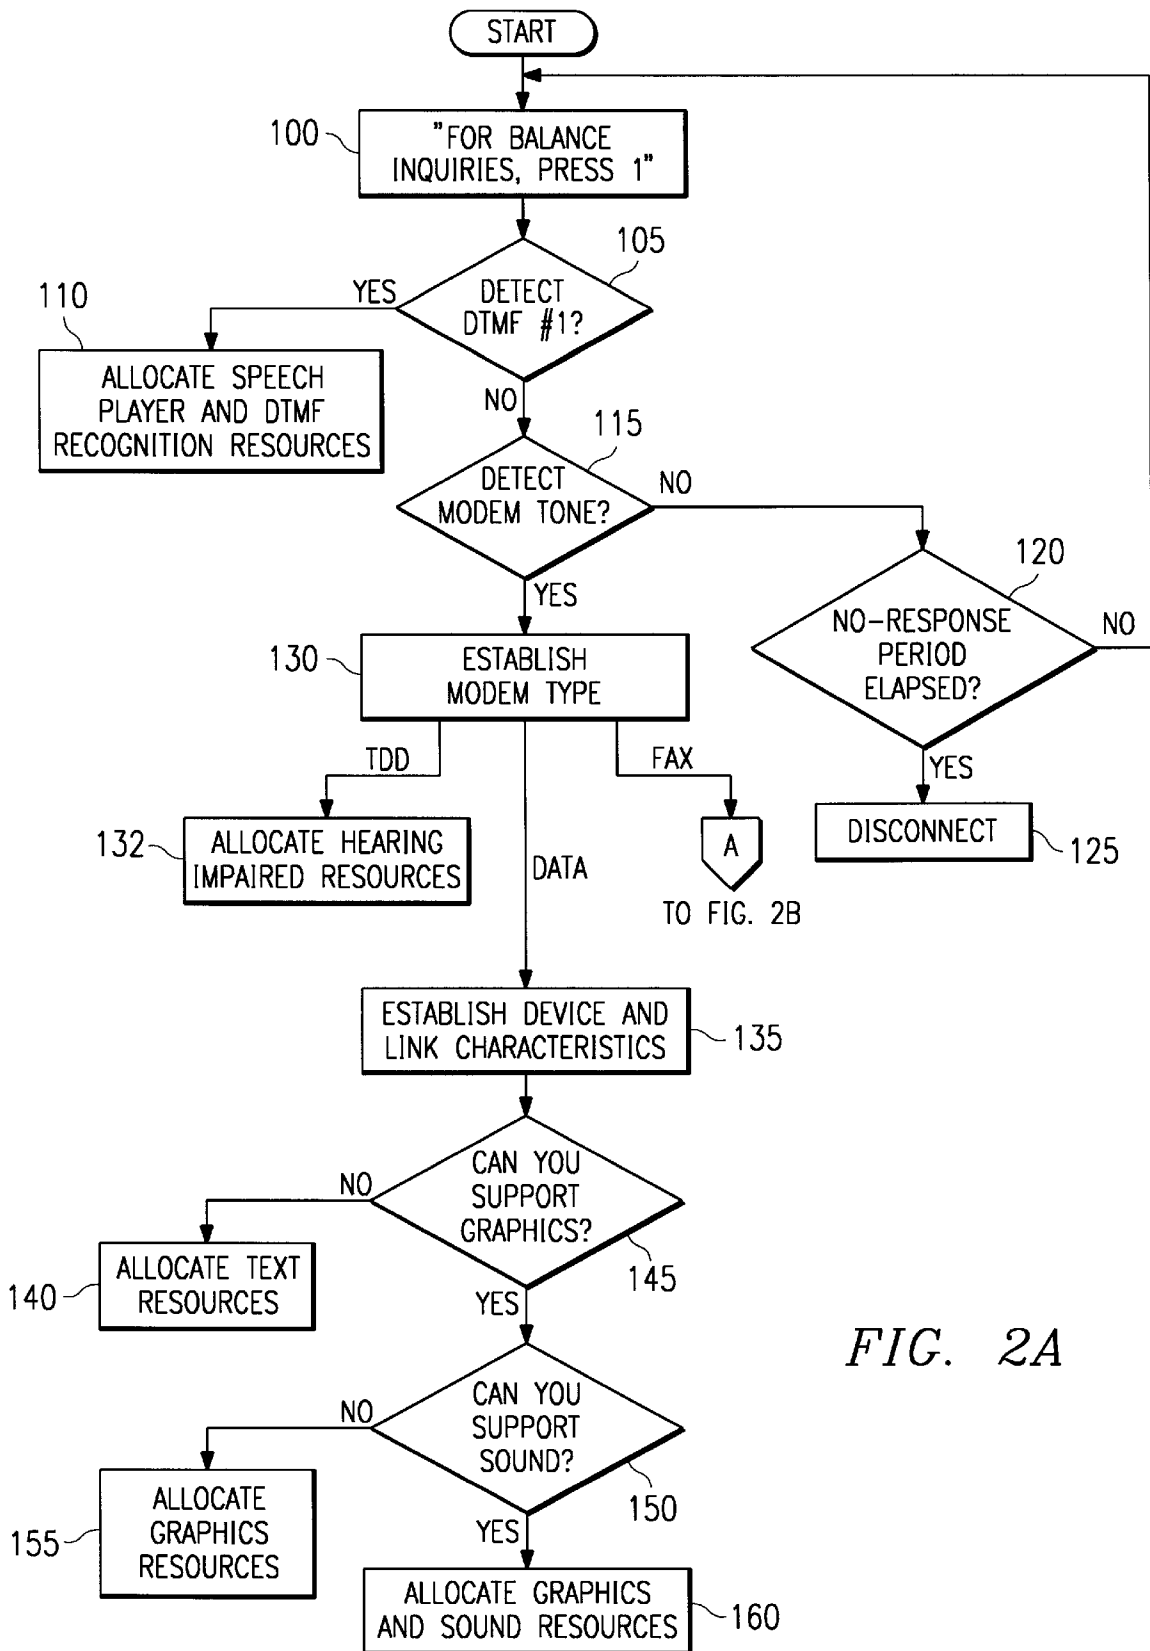 START
100
"FOR BALANCE
INQUIRIES, PRESS 1"
105
YES
DETECT
DTMF #1?
110
ALLOCATE SPEECH
PLAYER AND DTMF
RECOGNITION RESOURCES
NO
115
DETECT
MODEM TONE?
NO
YES
120
NO-RESPONSE
PERIOD
ELAPSED?
NO
130
ESTABLISH
MODEM TYPE
YES
TDD
FAX
132
ALLOCATE HEARING
IMPAIRED RESOURCES
DATA
A
TO FIG. 2B
DISCONNECT
125
ESTABLISH DEVICE AND
LINK CHARACTERISTICS
135
CAN YOU
SUPPORT
GRAPHICS?
NO
145
140
ALLOCATE TEXT
RESOURCES
YES
FIG. 2A
CAN YOU
SUPPORT
SOUND?
NO
150
155
ALLOCATE
GRAPHICS
RESOURCES
YES
ALLOCATE GRAPHICS
AND SOUND RESOURCES
160